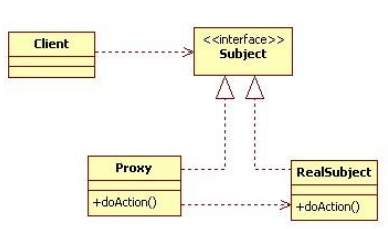 Client
<<interface>>
Subject
Proxy
+doAction()
RealSubject
+doAction()